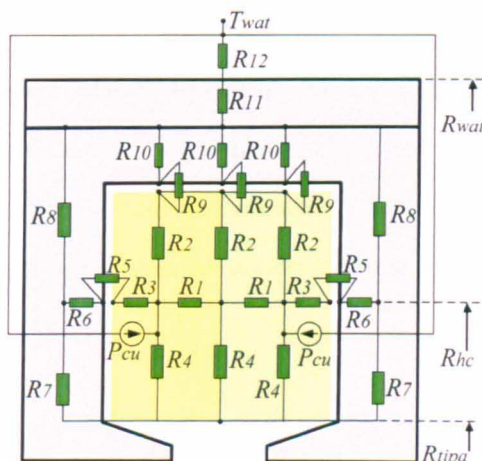 Twat
R12
R11
Rwat
R10 R10 R10
R9 R9 R9
R8 R8
R2 R2 R2
R5 R5
R3 R1 R1 R3
R6 R6
Pcu Pcu
Rhc
R4 R4 R4
R7 R7
Rtipa